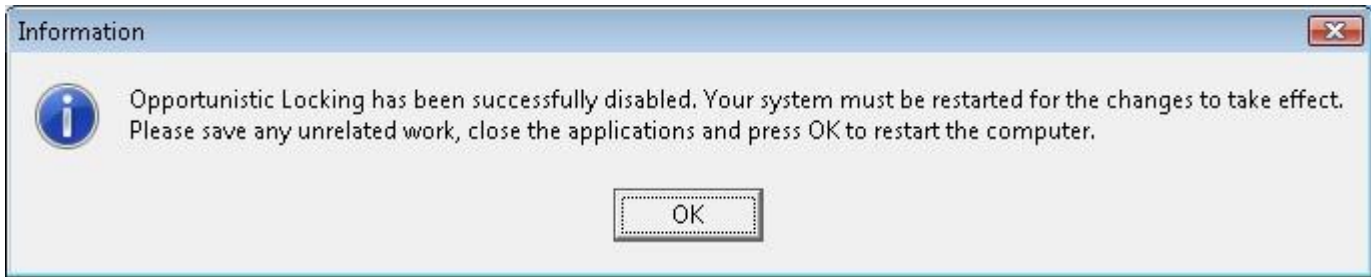 Information
Opportunistic Locking has been successfully disabled. Your system must be restarted for the changes to take effect.
Please save any unrelated work, close the applications and press OK to restart the computer.
OK